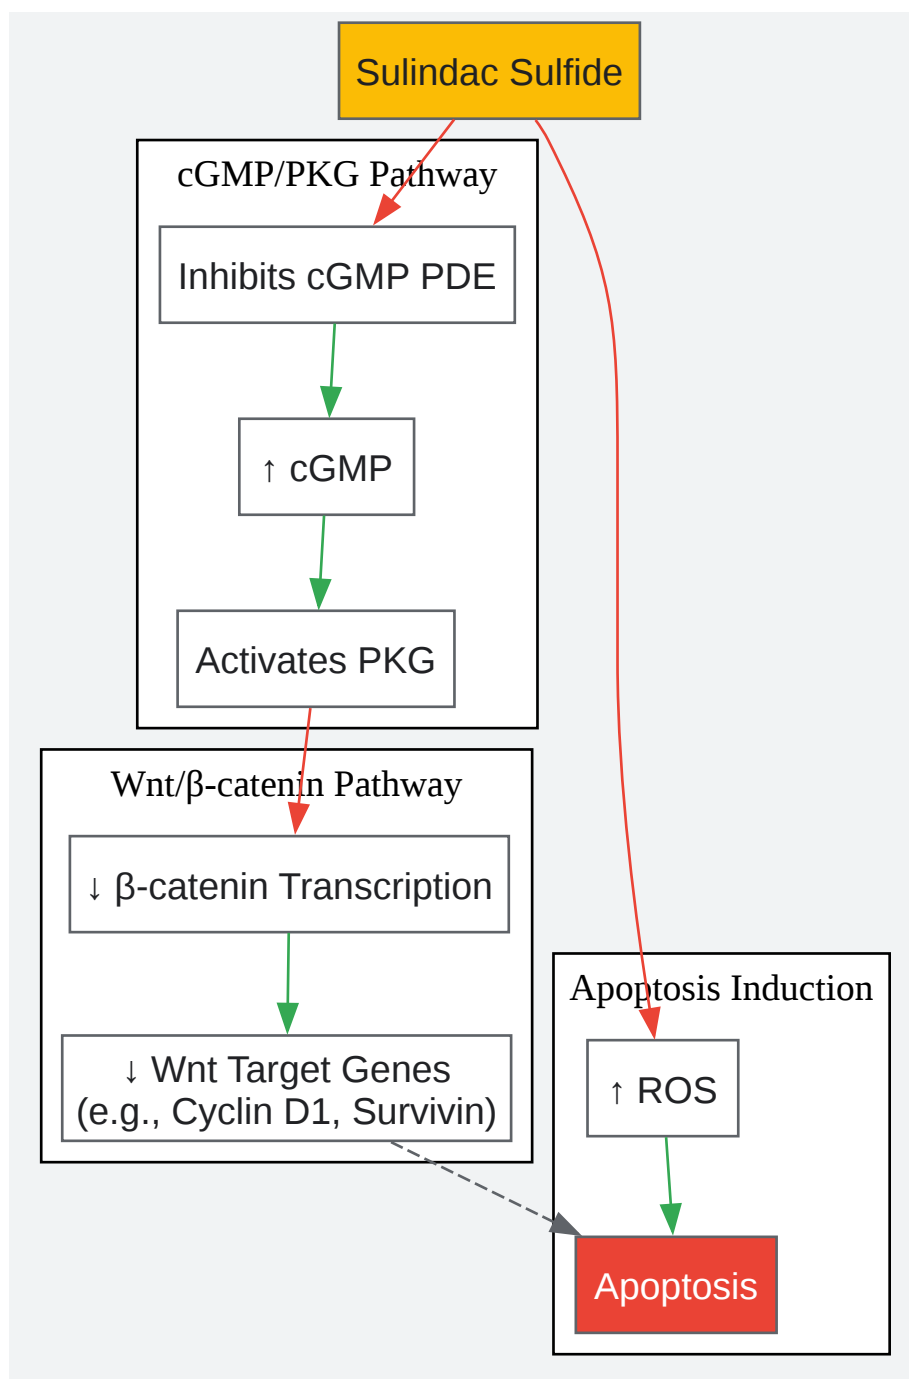 Sulindac Sulfide
cGMP/PKG Pathway
Inhibits cGMP PDE
↑ cGMP
Activates PKG
Wnt/β-catenin Pathway
↓ β-catenin Transcription
↓ Wnt Target Genes
(e.g., Cyclin D1, Survivin)
Apoptosis Induction
↑ ROS
Apoptosis